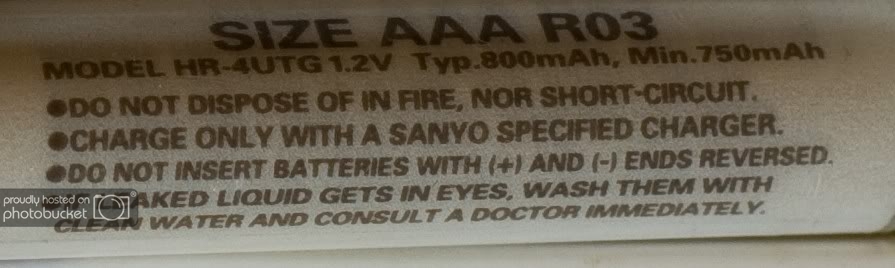 SIZE AAA R03
MODEL HR-4UTG 1.2V Typ.800mAh, Min.750mAh
●DO NOT DISPOSE OF IN FIRE, NOR SHORT-CIRCUIT.
●CHARGE ONLY WITH A SANYO SPECIFIED CHARGER.
●DO NOT INSERT BATTERIES WITH (+) AND (-) ENDS REVERSED.
LIQUID GETS IN EYES, WASH THEM WITH
CLEAN WATER AND CONSULT A DOCTOR IMMEDIATELY.
proudly hosted on
photobucket